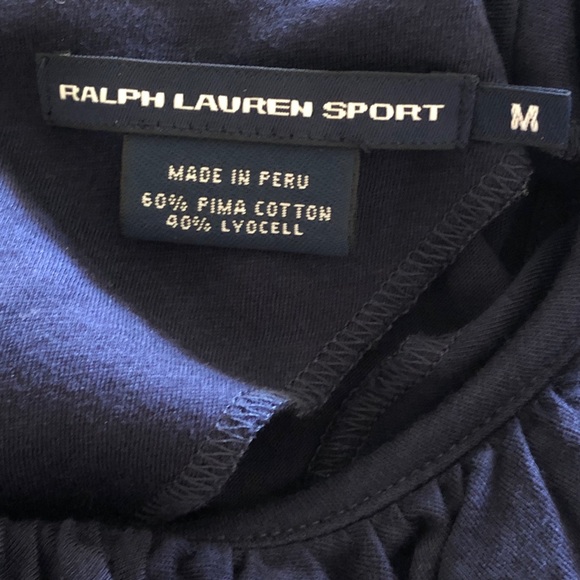 RALPH LAUREN SPORT M
MADE IN PERU
60% PIMA COTTON
40% LYOCELL